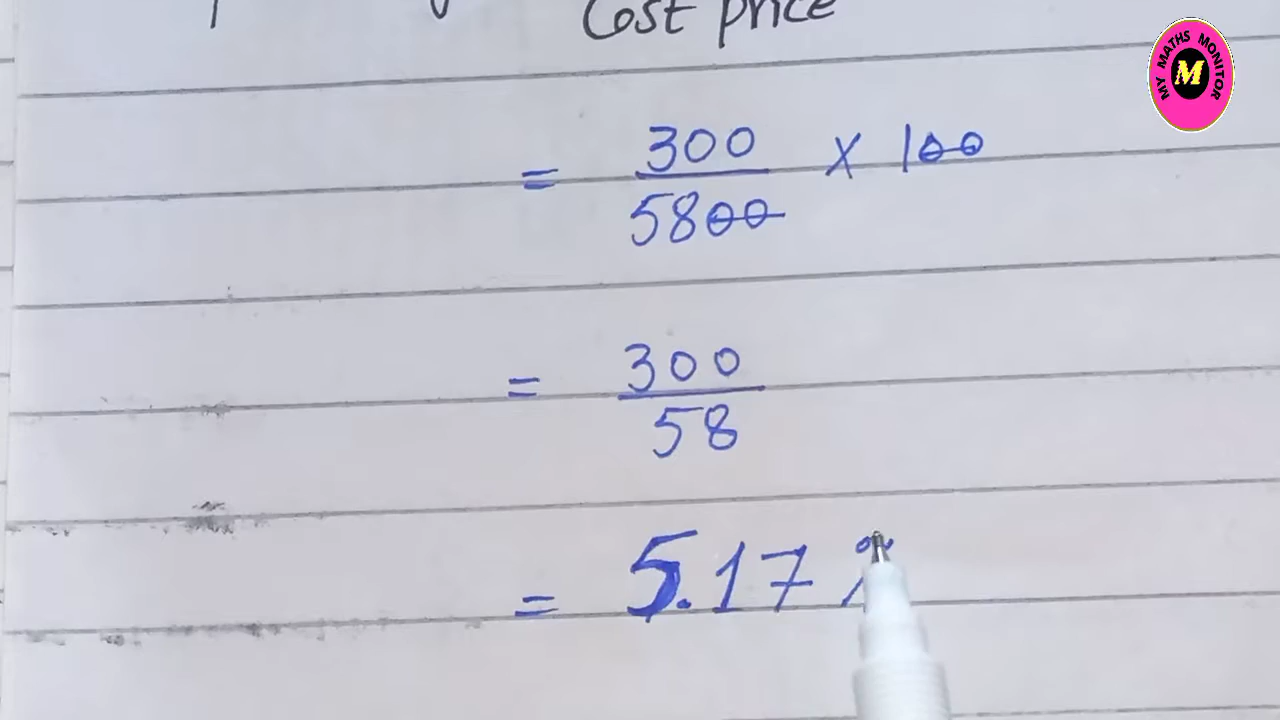 Cost price
= 300/5800 x 100
= 300/58
= 5.17 %
MY MATHS MONITOR
M